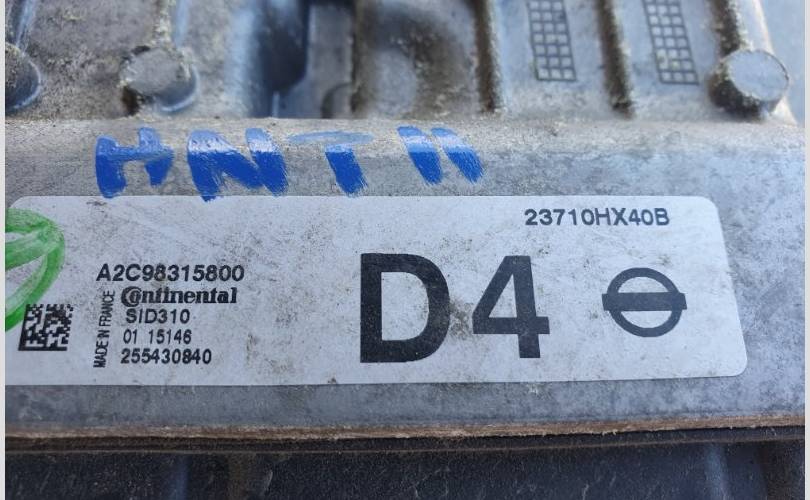 HNT11
23710HX40B
A2C98315800
Continental
SID310
01 15146
255430840
MADE IN FRANCE
D4